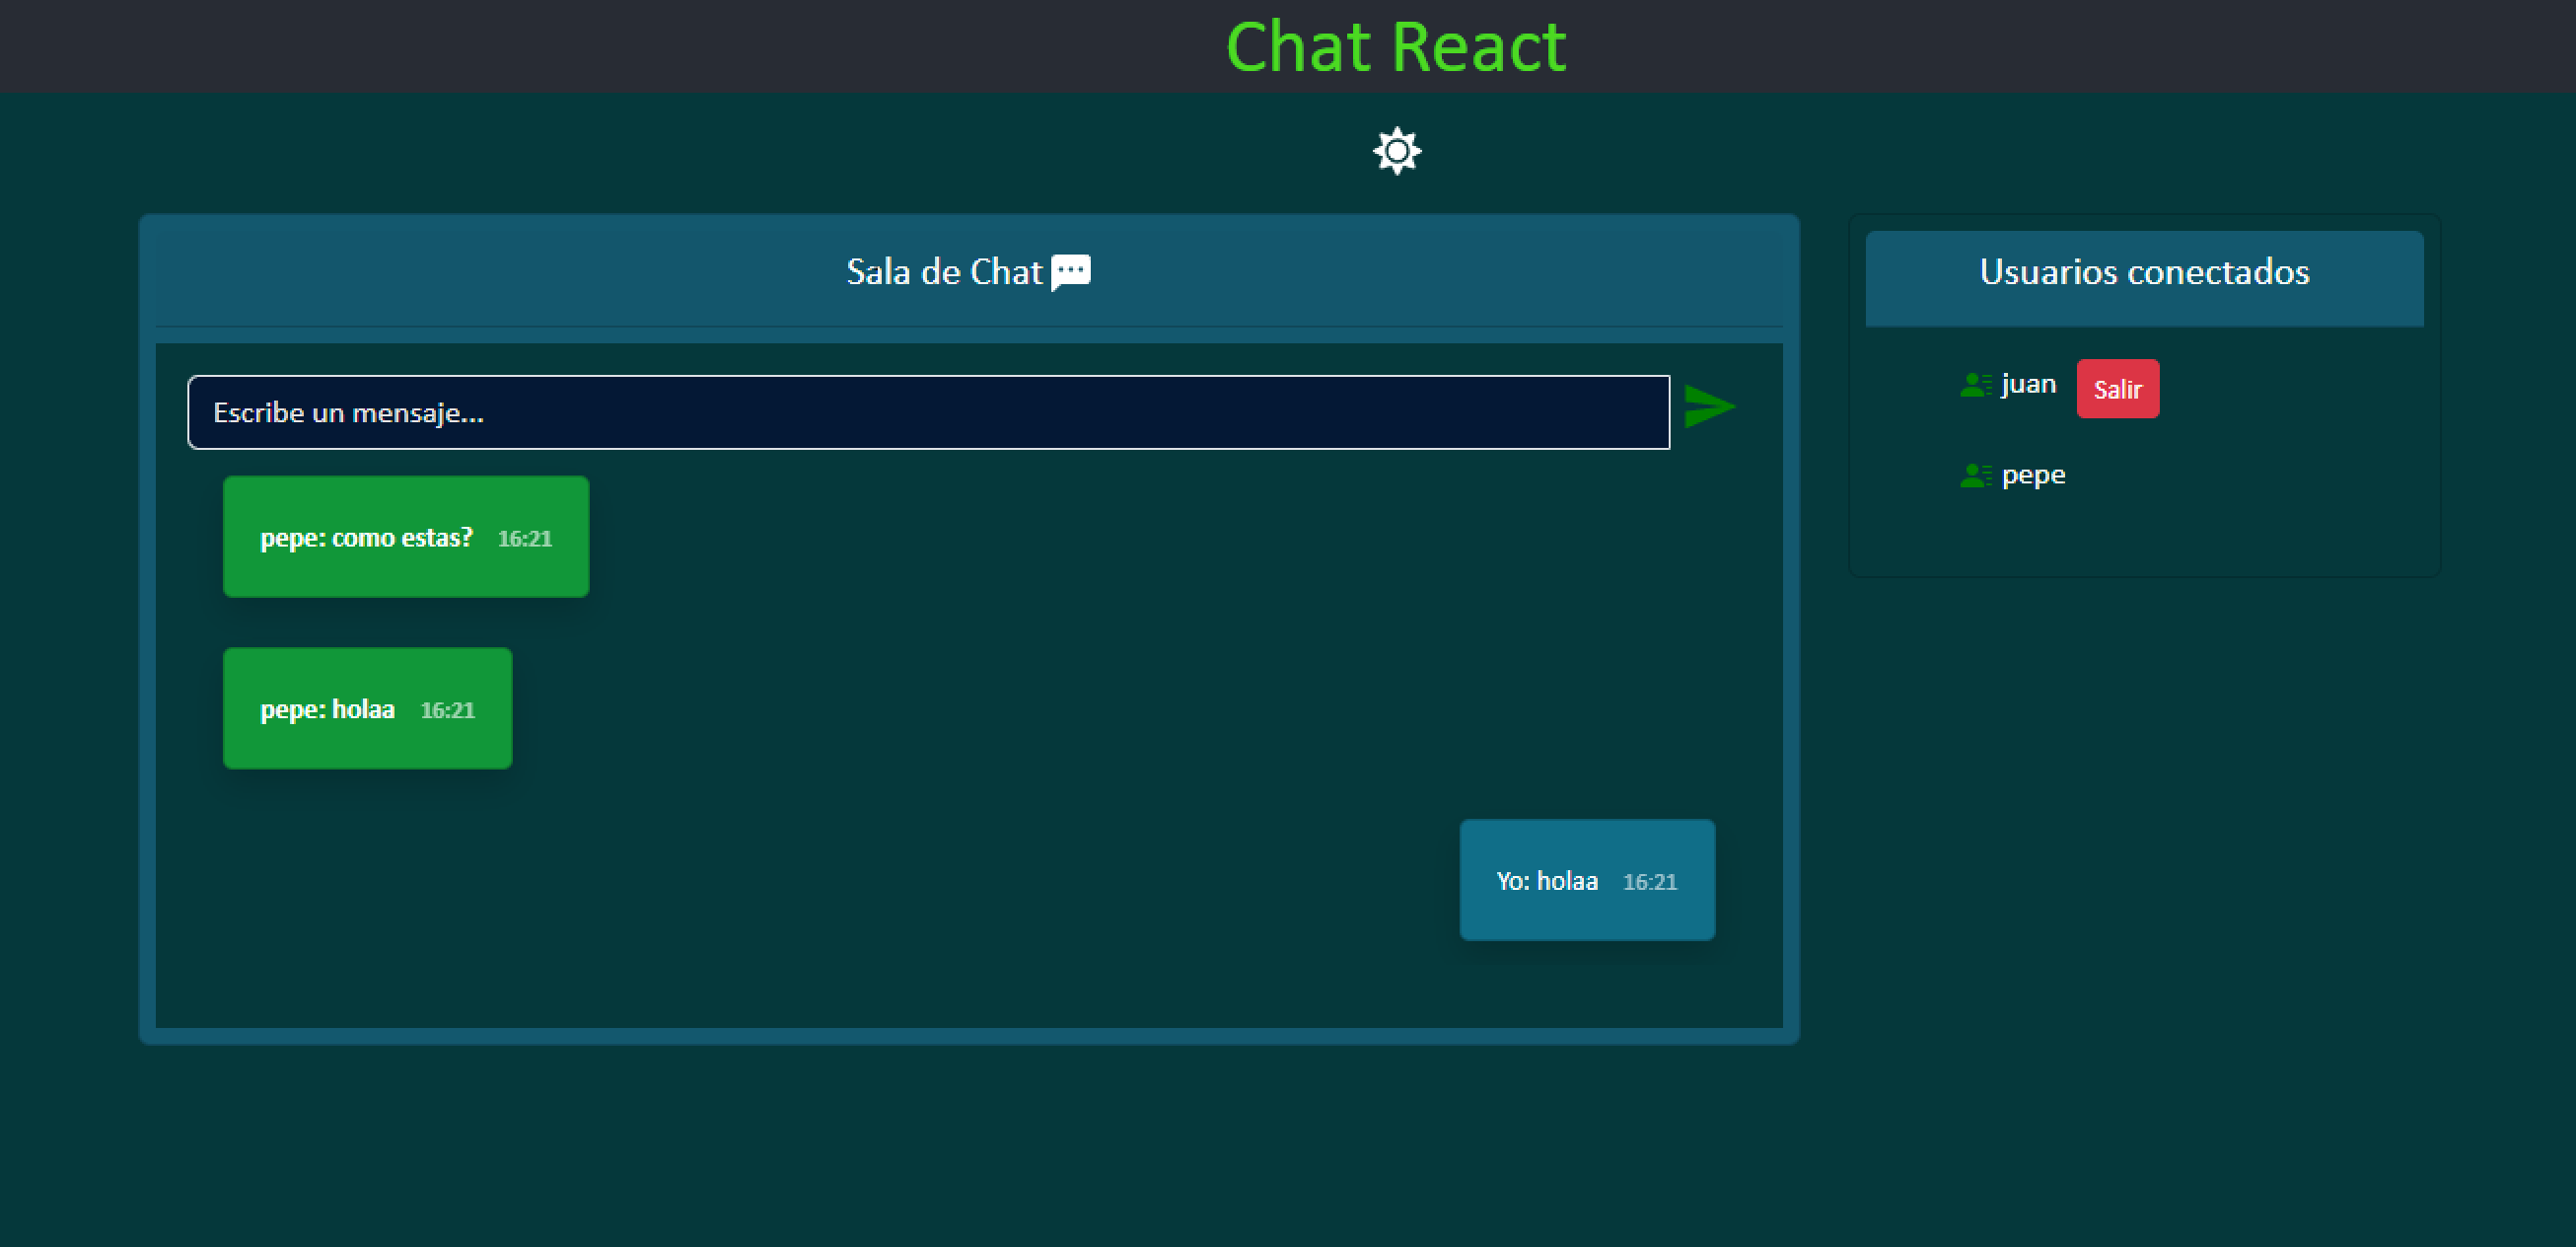 Chat React
Sala de Chat
Escribe un mensaje...
pepe: como estas? 16:21
pepe: holaa 16:21
Yo: holaa 16:21
Usuarios conectados
juan Salir
pepe